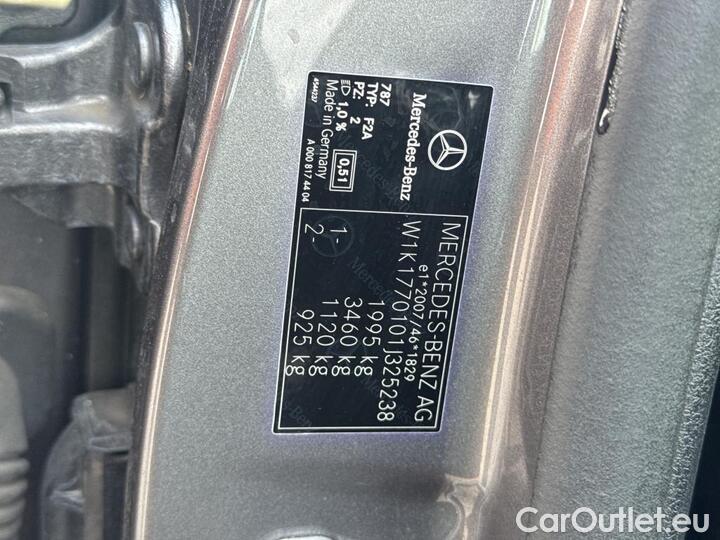 Mercedes-Benz
MERCEDES-BENZ AG
e1*2007/46*1829
W1K1770101J325238
1995 kg
3460 kg
1- 1120 kg
2- 925 kg
787
TYP: F2A
PZ: 2
1,0 %
0,51
Made in Germany
A 000 817 44 04
4544237
CarOutlet.eu